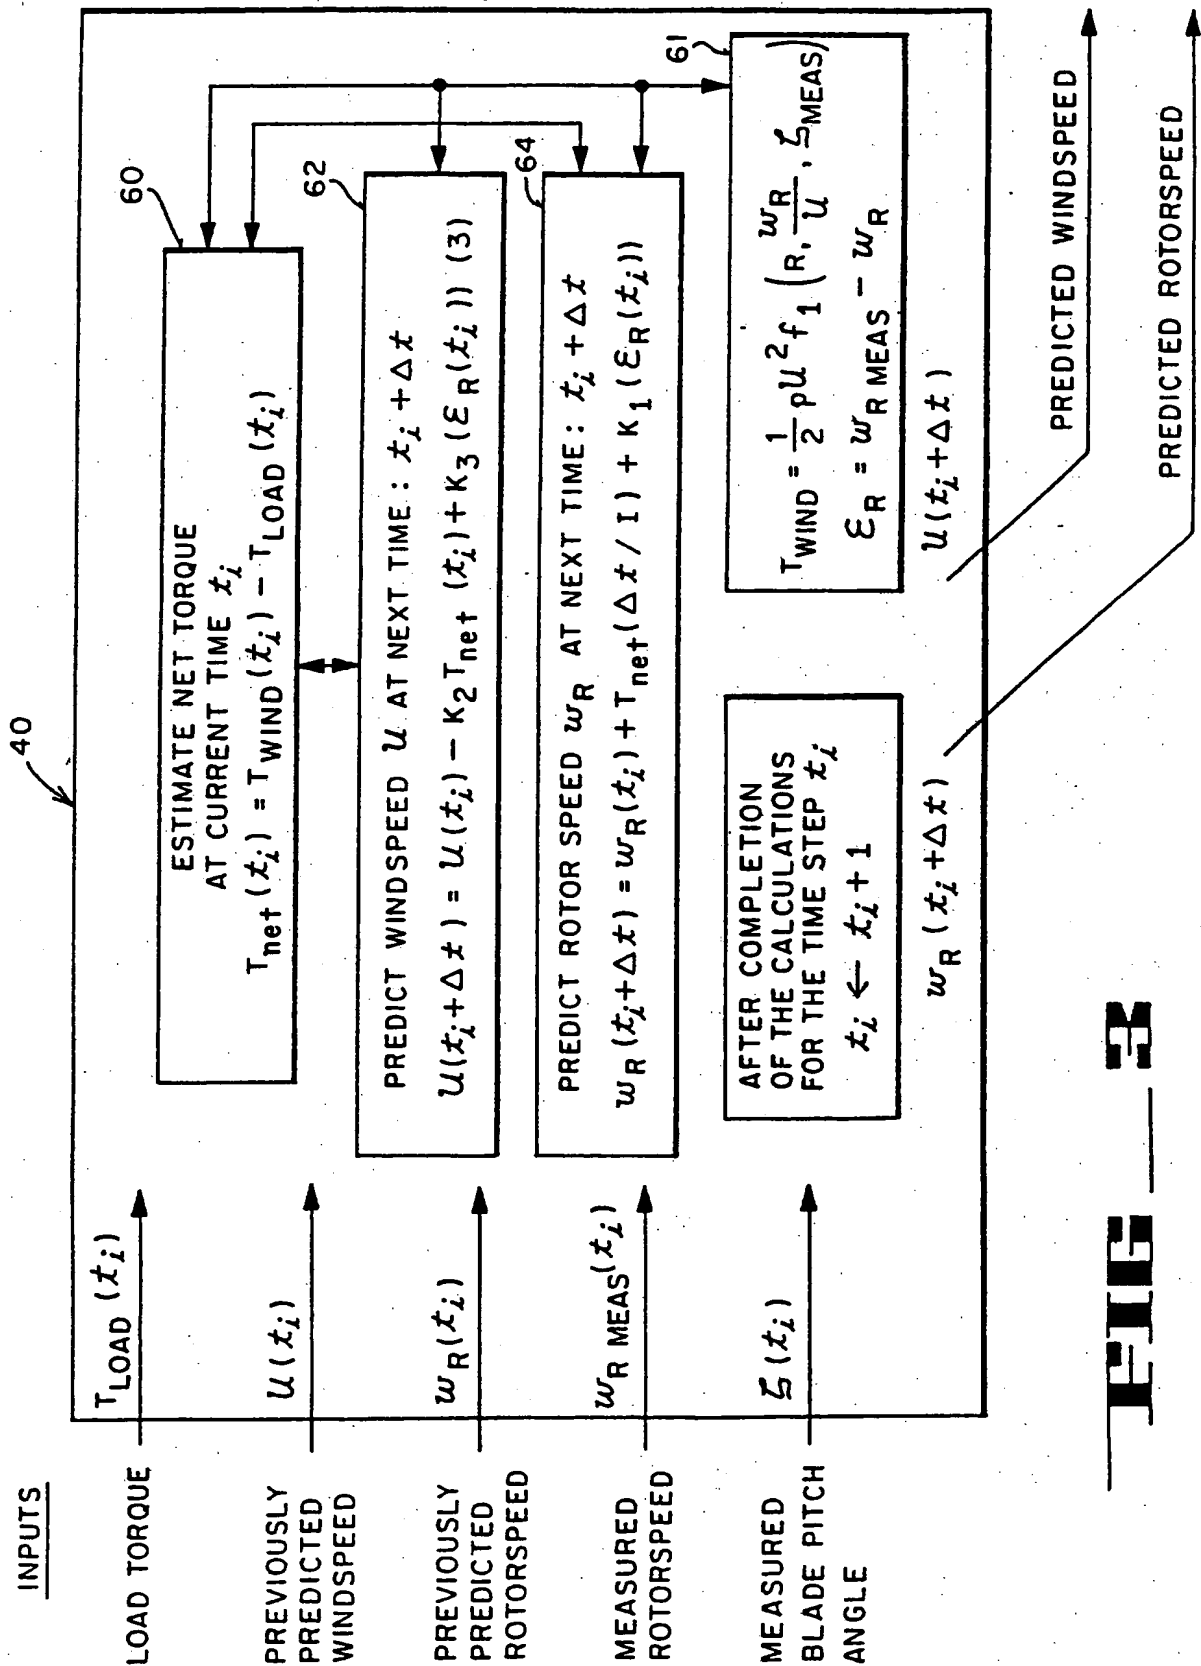 INPUTS
LOAD TORQUE
PREVIOUSLY
PREDICTED
WINDSPEED
PREVIOUSLY
PREDICTED
ROTORSPEED
MEASURED
ROTORSPEED
MEASURED
BLADE PITCH
ANGLE
T_LOAD (t_i)
U(t_i)
w_R(t_i)
w_R MEAS(t_i)
ζ(t_i)
40
60
ESTIMATE NET TORQUE
AT CURRENT TIME t_i
T_net(t_i) = T_WIND(t_i) − T_LOAD(t_i)
62
PREDICT WINDSPEED U AT NEXT TIME: t_i + Δt
U(t_i+Δt) = U(t_i) − K_2 T_net (t_i) + K_3 (ε_R(t_i)) (3)
64
PREDICT ROTOR SPEED w_R AT NEXT TIME: t_i + Δt
w_R(t_i+Δt) = w_R(t_i) + T_net(Δt / I) + K_1(ε_R(t_i))
AFTER COMPLETION
OF THE CALCULATIONS
FOR THE TIME STEP t_i
t_i ← t_i + 1
61
T_WIND = 1/2 ρU² f_1 (R, w_R/U, ζ_MEAS)
ε_R = w_R MEAS − w_R
w_R(t_i+Δt)
U(t_i+Δt)
PREDICTED WINDSPEED
PREDICTED ROTORSPEED
FIG_3